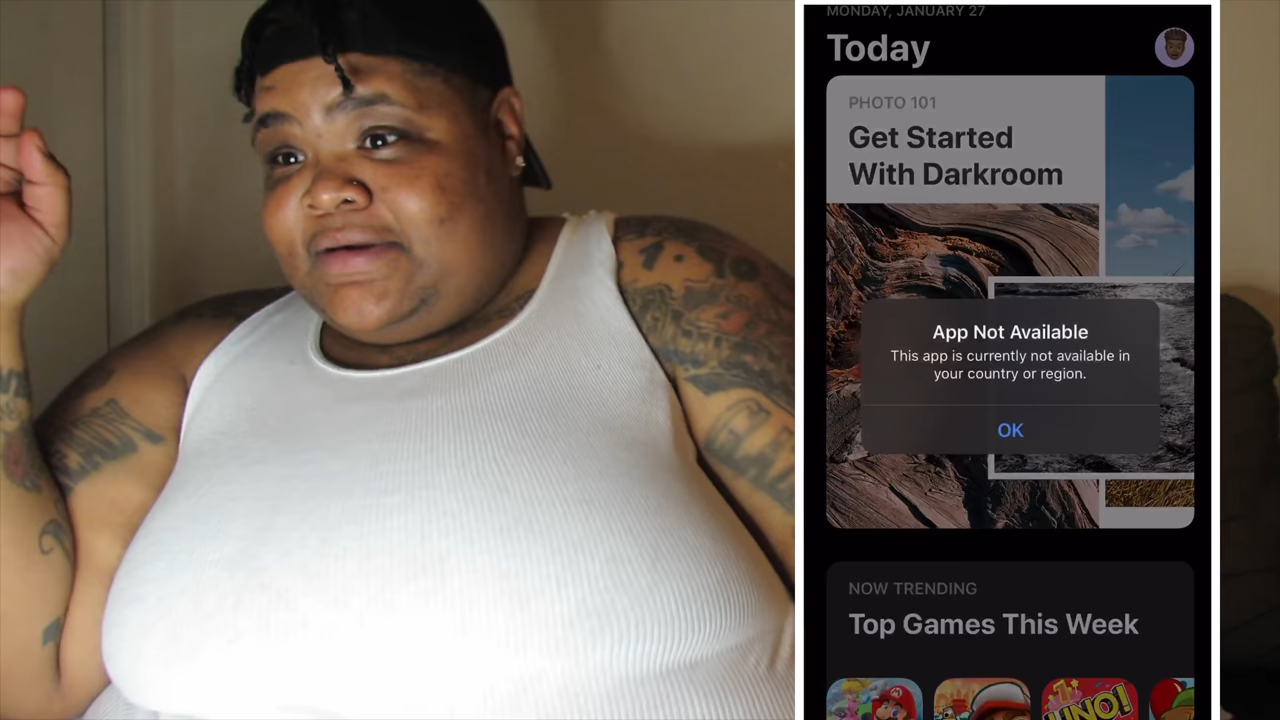 MONDAY, JANUARY 27
Today
PHOTO 101
Get Started
With Darkroom
App Not Available
This app is currently not available in
your country or region.
OK
NOW TRENDING
Top Games This Week
UNO!